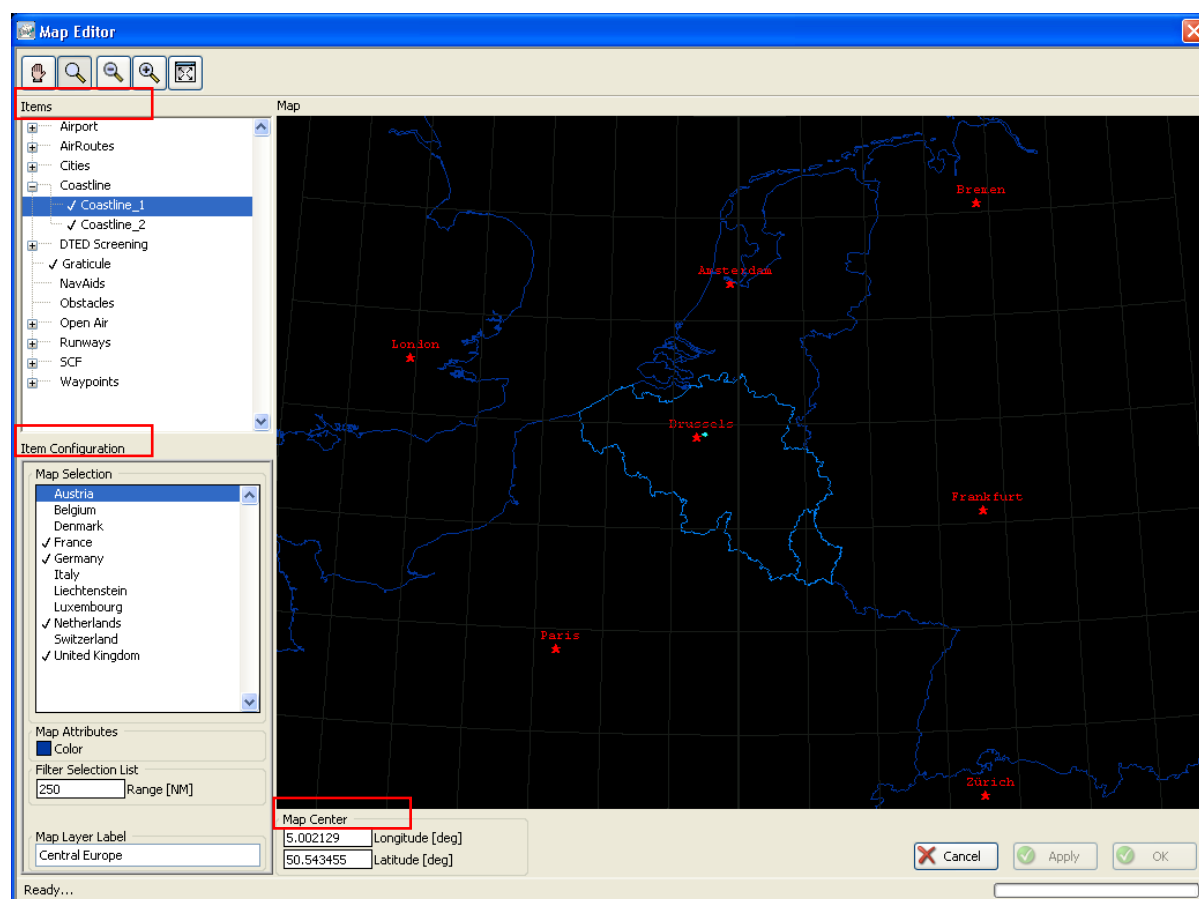 Map Editor
Items
Map
Airport
AirRoutes
Cities
Coastline
✓ Coastline_1
✓ Coastline_2
DTED Screening
✓ Graticule
NavAids
Obstacles
Open Air
Runways
SCF
Waypoints
Item Configuration
Map Selection
Austria
Belgium
Denmark
✓ France
✓ Germany
Italy
Liechtenstein
Luxembourg
✓ Netherlands
Switzerland
✓ United Kingdom
Map Attributes
Color
Filter Selection List
250 Range [NM]
Map Layer Label
Central Europe
Bremen
Amsterdam
London
Brussels
Frankfurt
Paris
Zürich
Map Center
5.002129 Longitude [deg]
50.543455 Latitude [deg]
Cancel Apply OK
Ready...